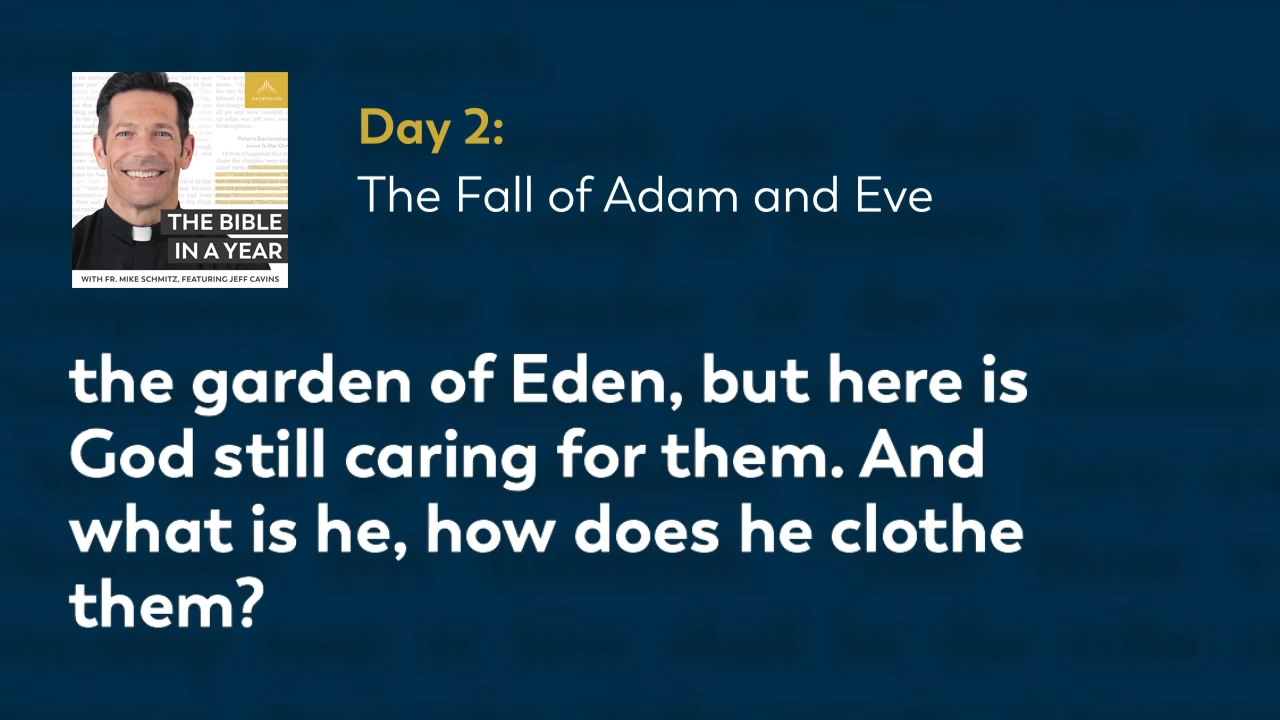 Day 2:
The Fall of Adam and Eve
THE BIBLE
IN A YEAR
WITH FR. MIKE SCHMITZ, FEATURING JEFF CAVINS
the garden of Eden, but here is
God still caring for them. And
what is he, how does he clothe
them?